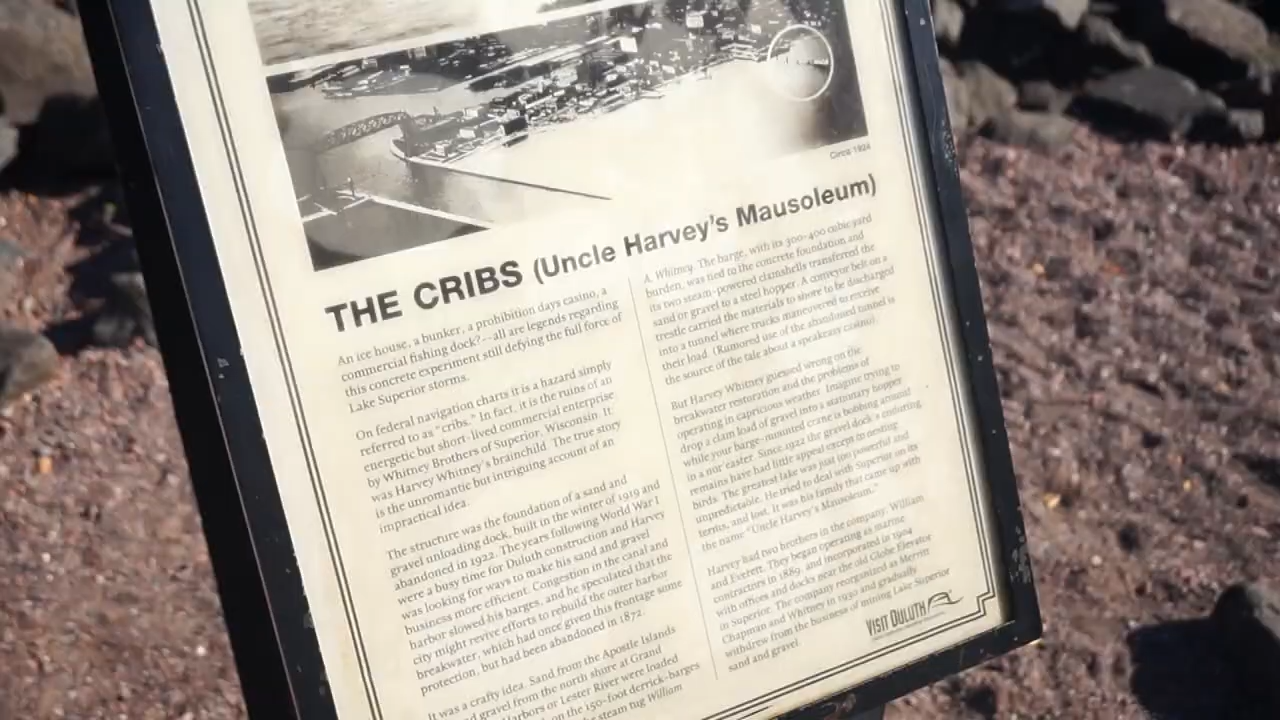 Circa 1924
THE CRIBS (Uncle Harvey's Mausoleum)
An ice house, a bunker, a prohibition days casino, a
commercial fishing dock?—all are legends regarding
this concrete experiment still defying the full force of
Lake Superior storms.
On federal navigation charts it is a hazard simply
referred to as "cribs." In fact, it is the ruins of an
energetic but short-lived commercial enterprise
by Whitney Brothers of Superior, Wisconsin. It
was Harvey Whitney's brainchild. The true story
is the unromantic but intriguing account of an
impractical idea.
The structure was the foundation of a sand and
gravel unloading dock, built in the winter of 1919 and
abandoned in 1922. The years following World War I
were a busy time for Duluth construction and Harvey
was looking for ways to make his sand and gravel
business more efficient. Congestion in the canal and
harbor slowed his barges, and he speculated that the
city might revive efforts to rebuild the outer harbor
breakwater, which had once given this frontage some
protection, but had been abandoned in 1872.
It was a crafty idea. Sand from the Apostle Islands
gravel from the north shore at Grand
Harbors or Lester River were loaded
on the 150-foot derrick-barges
the steam tug William
A. Whitney. The barge, with its 300-400 cubic yard
burden, was tied to the concrete foundation and
its two steam-powered clamshells transferred the
sand or gravel to a steel hopper. A conveyor belt on a
trestle carried the materials to shore to be discharged
into a tunnel where trucks maneuvered to receive
their load. (Rumored use of the abandoned tunnel is
the source of the tale about a speakeasy casino).
But Harvey Whitney guessed wrong on the
breakwater restoration and the problems of
operating in capricious weather. Imagine trying to
drop a clam load of gravel into a stationary hopper
while your barge-mounted crane is bobbing around
in a nor'easter. Since 1922 the gravel dock's enduring
remains have had little appeal except to nesting
birds. The greatest lake was just too powerful and
unpredictable. He tried to deal with Superior on its
terms, and lost. It was his family that came up with
the name "Uncle Harvey's Mausoleum."
Harvey had two brothers in the company, William
and Everett. They began operating as marine
contractors in 1889, and incorporated in 1904
with offices and docks near the old Globe Elevator
in Superior. The company reorganized as Merritt
Chapman and Whitney in 1930 and gradually
withdrew from the business of mining Lake Superior
sand and gravel.
VISIT DULUTH